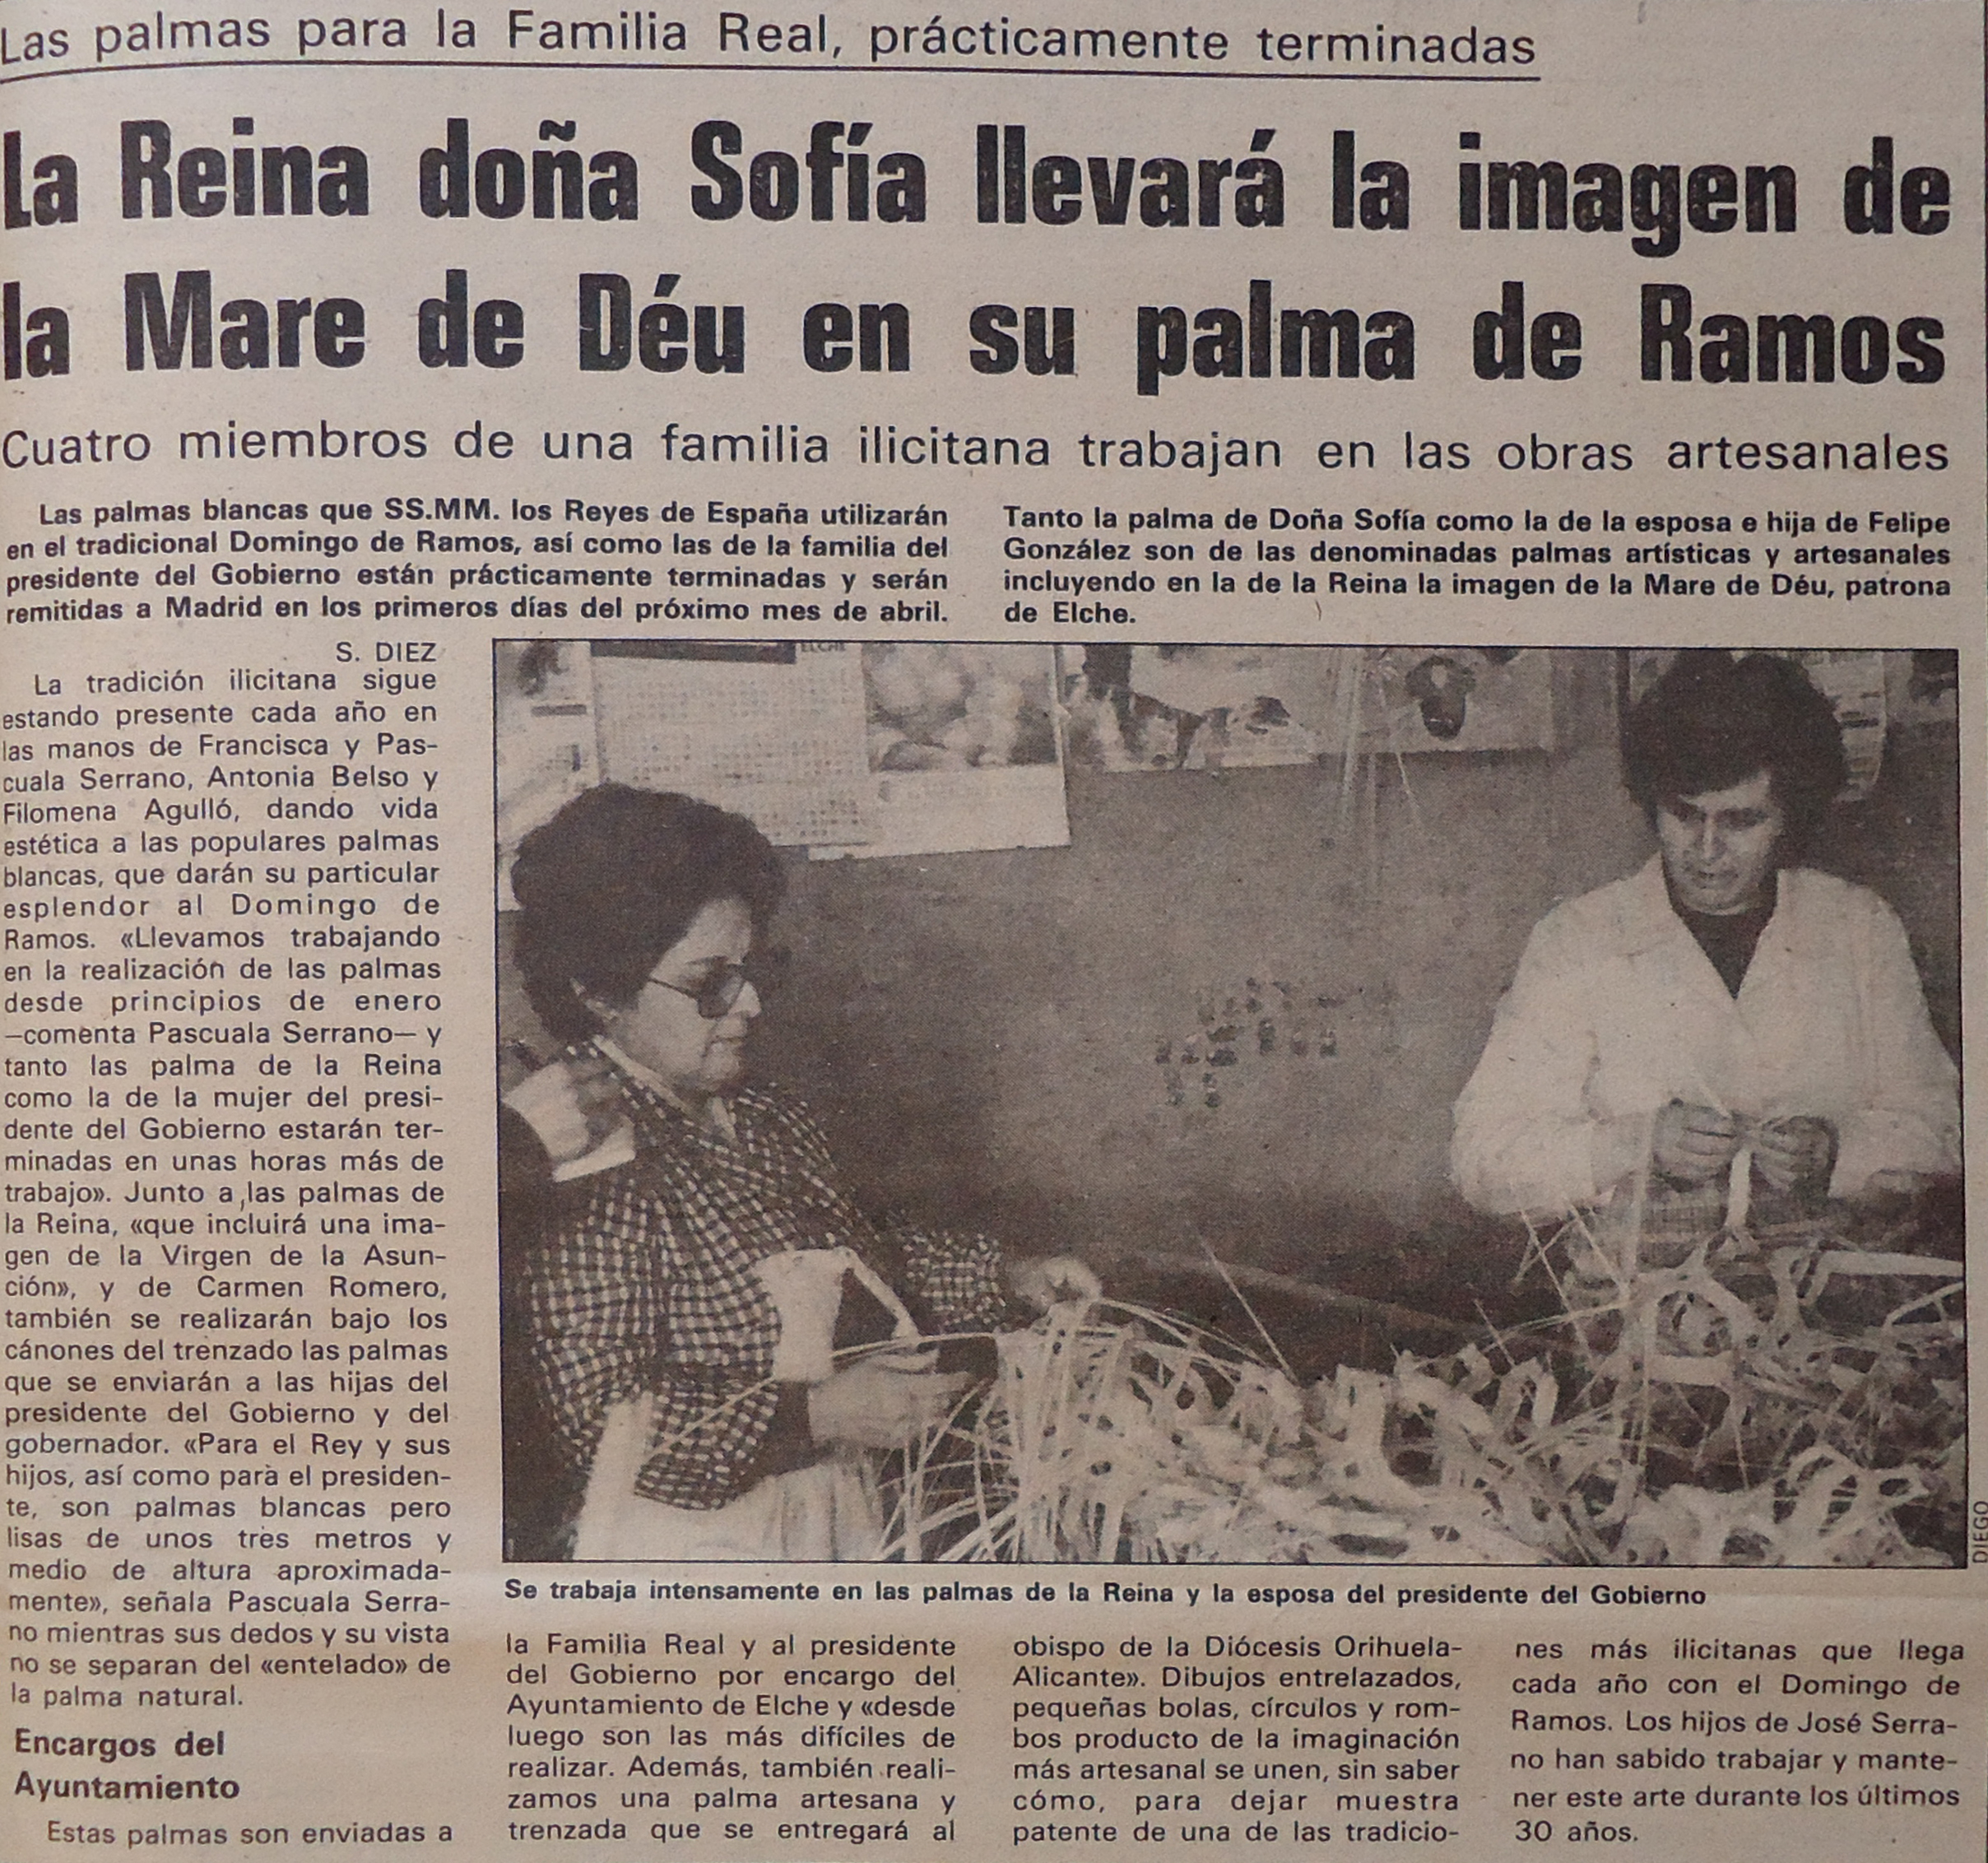 Las palmas para la Familia Real, prácticamente terminadas
La Reina doña Sofía llevará la imagen de
la Mare de Déu en su palma de Ramos
Cuatro miembros de una familia ilicitana trabajan en las obras artesanales
Las palmas blancas que SS.MM. los Reyes de España utilizarán
en el tradicional Domingo de Ramos, así como las de la familia del
presidente del Gobierno están prácticamente terminadas y serán
remitidas a Madrid en los primeros días del próximo mes de abril.
Tanto la palma de Doña Sofía como la de la esposa e hija de Felipe
González son de las denominadas palmas artísticas y artesanales
incluyendo en la de la Reina la imagen de la Mare de Déu, patrona
de Elche.
S. DIEZ
La tradición ilicitana sigue
estando presente cada año en
las manos de Francisca y Pas-
cuala Serrano, Antonia Belso y
Filomena Agulló, dando vida
estética a las populares palmas
blancas, que darán su particular
esplendor al Domingo de
Ramos. «Llevamos trabajando
en la realización de las palmas
desde principios de enero
—comenta Pascuala Serrano— y
tanto las palma de la Reina
como la de la mujer del presi-
dente del Gobierno estarán ter-
minadas en unas horas más de
trabajo». Junto a las palmas de
la Reina, «que incluirá una ima-
gen de la Virgen de la Asun-
ción», y de Carmen Romero,
también se realizarán bajo los
cánones del trenzado las palmas
que se enviarán a las hijas del
presidente del Gobierno y del
gobernador. «Para el Rey y sus
hijos, así como para el presiden-
te, son palmas blancas pero
lisas de unos tres metros y
medio de altura aproximada-
mente», señala Pascuala Serra-
no mientras sus dedos y su vista
no se separan del «entelado» de
la palma natural.
Encargos del
Ayuntamiento
Estas palmas son enviadas a
ELCHE
DIEGO
Se trabaja intensamente en las palmas de la Reina y la esposa del presidente del Gobierno
la Familia Real y al presidente
del Gobierno por encargo del
Ayuntamiento de Elche y «desde
luego son las más difíciles de
realizar. Además, también reali-
zamos una palma artesana y
trenzada que se entregará al
obispo de la Diócesis Orihuela-
Alicante». Dibujos entrelazados,
pequeñas bolas, círculos y rom-
bos producto de la imaginación
más artesanal se unen, sin saber
cómo, para dejar muestra
patente de una de las tradicio-
nes más ilicitanas que llega
cada año con el Domingo de
Ramos. Los hijos de José Serra-
no han sabido trabajar y mante-
ner este arte durante los últimos
30 años.